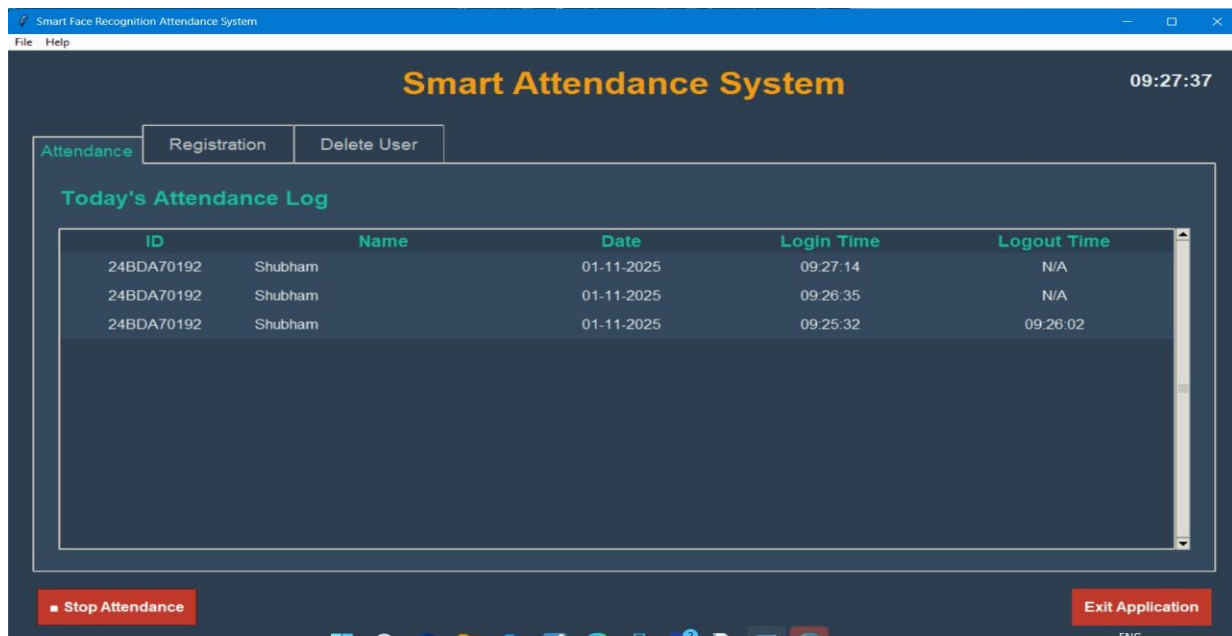 Smart Face Recognition Attendance System
File Help
Smart Attendance System
09:27:37
Attendance Registration Delete User
Today's Attendance Log
ID Name Date Login Time Logout Time
24BDA70192 Shubham 01-11-2025 09:27:14 N/A
24BDA70192 Shubham 01-11-2025 09:26:35 N/A
24BDA70192 Shubham 01-11-2025 09:25:32 09:26:02
Stop Attendance Exit Application
ENG